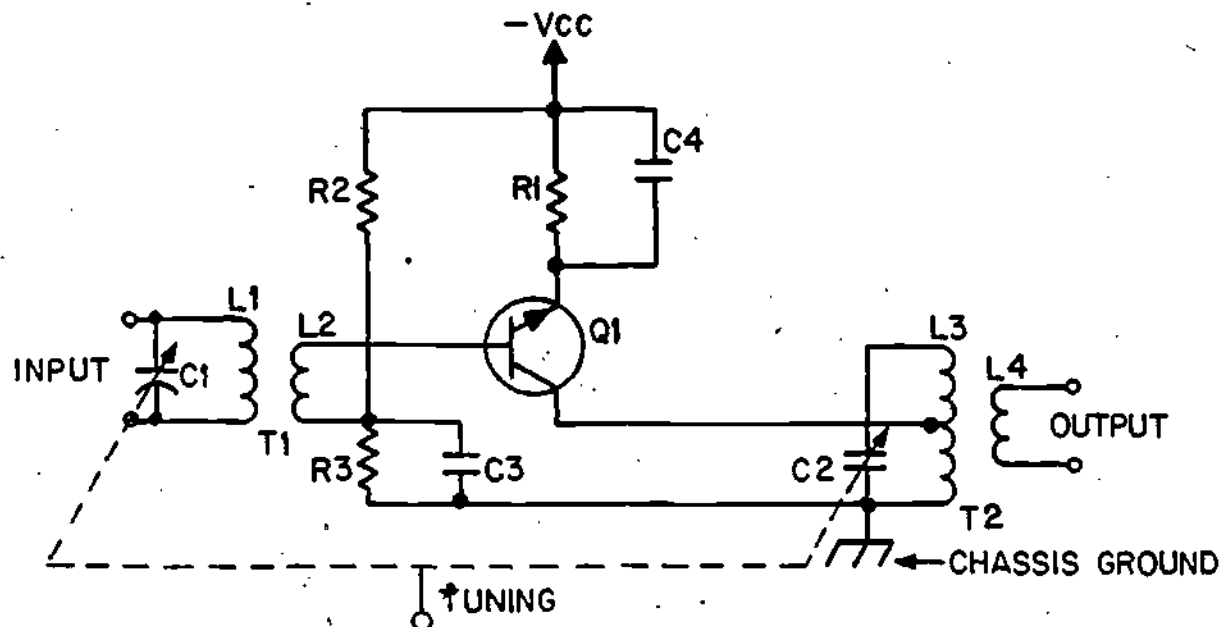 -VCC
C4
R2
R1
L1
L2
Q1
L3
L4
INPUT
C1
T1
R3
C3
C2
OUTPUT
T2
CHASSIS GROUND
TUNING